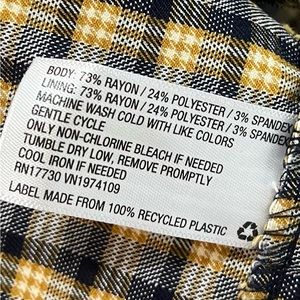 BODY: 73% RAYON / 24% POLYESTER / 3% SPANDEX
LINING: 73% RAYON / 24% POLYESTER / 3% SPANDEX
MACHINE WASH COLD WITH LIKE COLORS
GENTLE CYCLE
ONLY NON-CHLORINE BLEACH IF NEEDED
TUMBLE DRY LOW, REMOVE PROMPTLY
COOL IRON IF NEEDED
RN17730 VN1974109
LABEL MADE FROM 100% RECYCLED PLASTIC